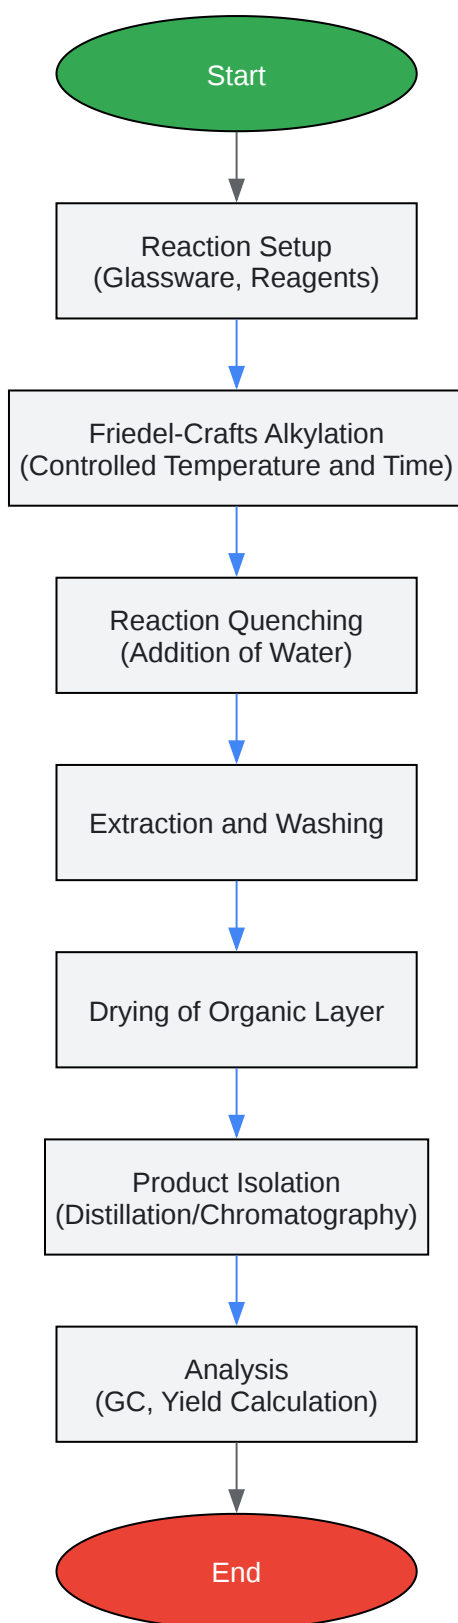 Start
Reaction Setup
(Glassware, Reagents)
Friedel-Crafts Alkylation
(Controlled Temperature and Time)
Reaction Quenching
(Addition of Water)
Extraction and Washing
Drying of Organic Layer
Product Isolation
(Distillation/Chromatography)
Analysis
(GC, Yield Calculation)
End